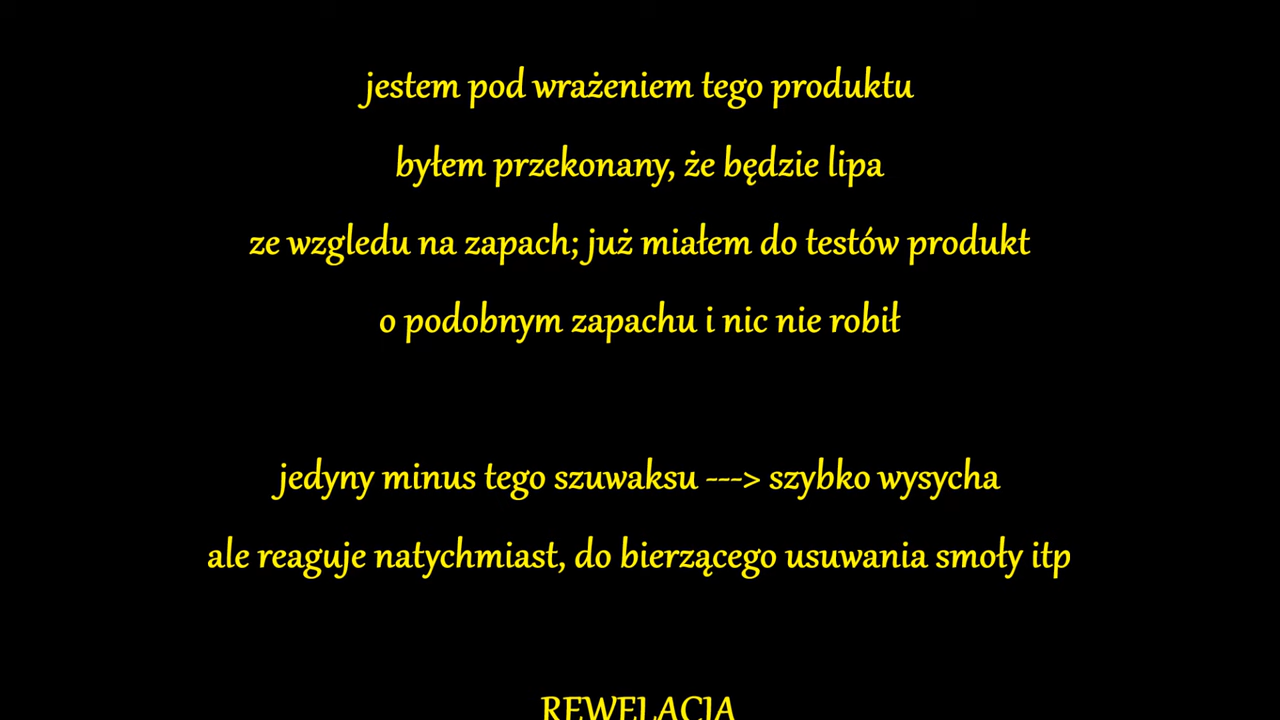 jestem pod wrażeniem tego produktu
byłem przekonany, że będzie lipa
ze wzgledu na zapach; już miałem do testów produkt
o podobnym zapachu i nic nie robił
jedyny minus tego szuwaksu ---> szybko wysycha
ale reaguje natychmiast, do bierzącego usuwania smoły itp
REWELACJA